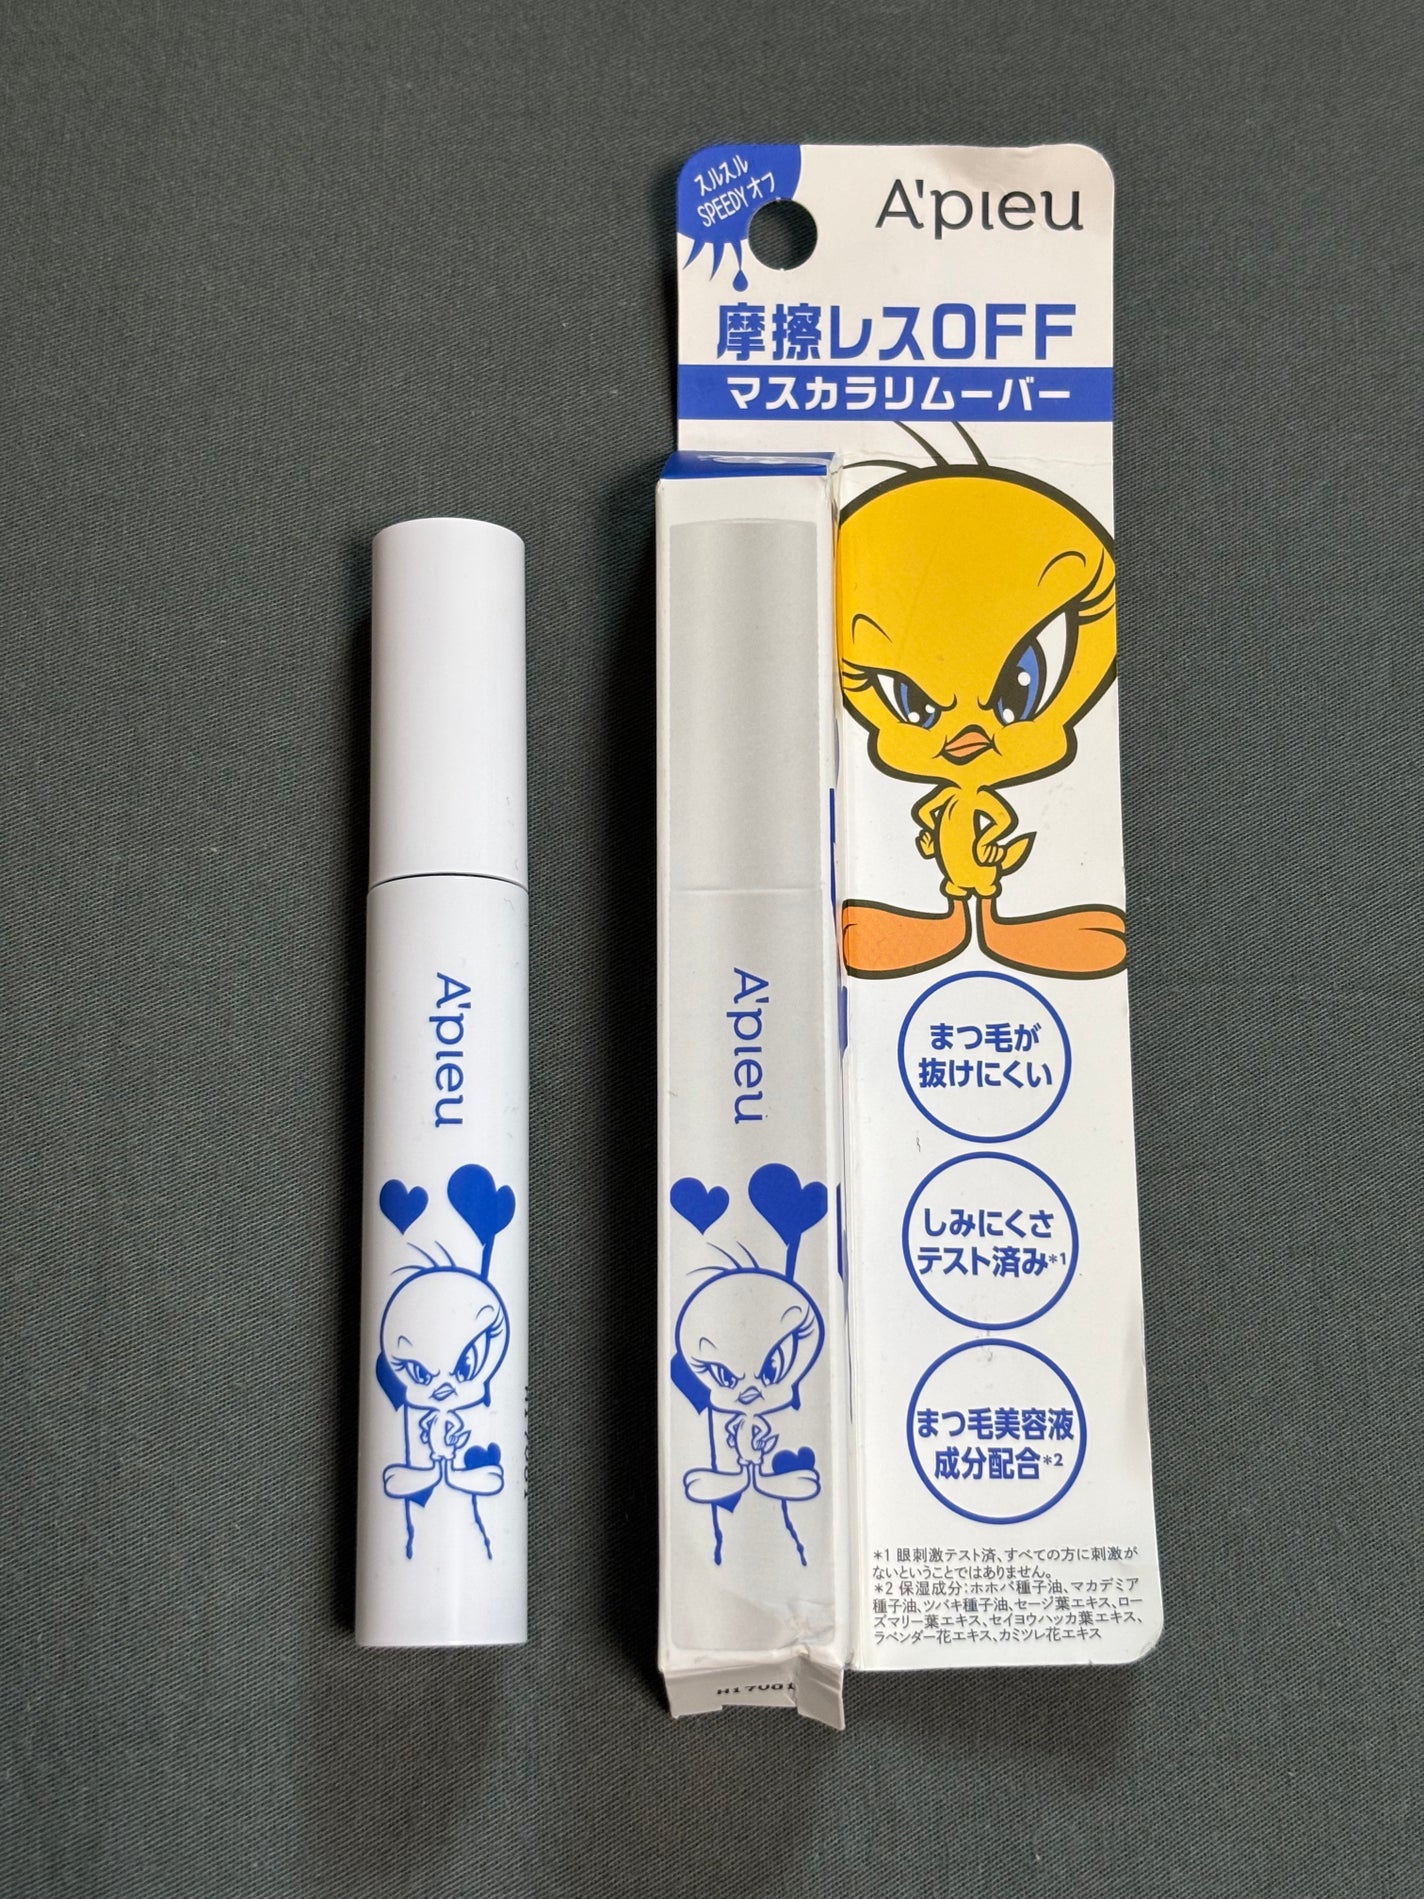 スルスル
SPEEDYオフ
A'pieu
摩擦レスOFF
マスカラリムーバー
A'pieu
A'pieu
まつ毛が
抜けにくい
しみにくさ
テスト済み*1
まつ毛美容液
成分配合*2
*1 眼刺激テスト済、すべての方に刺激が
ないということではありません。
*2 保湿成分:ホホバ種子油、マカデミア
種子油、ツバキ種子油、セージ葉エキス、ロー
ズマリー葉エキス、セイヨウハッカ葉エキス、
ラベンダー花エキス、カミツレ花エキス